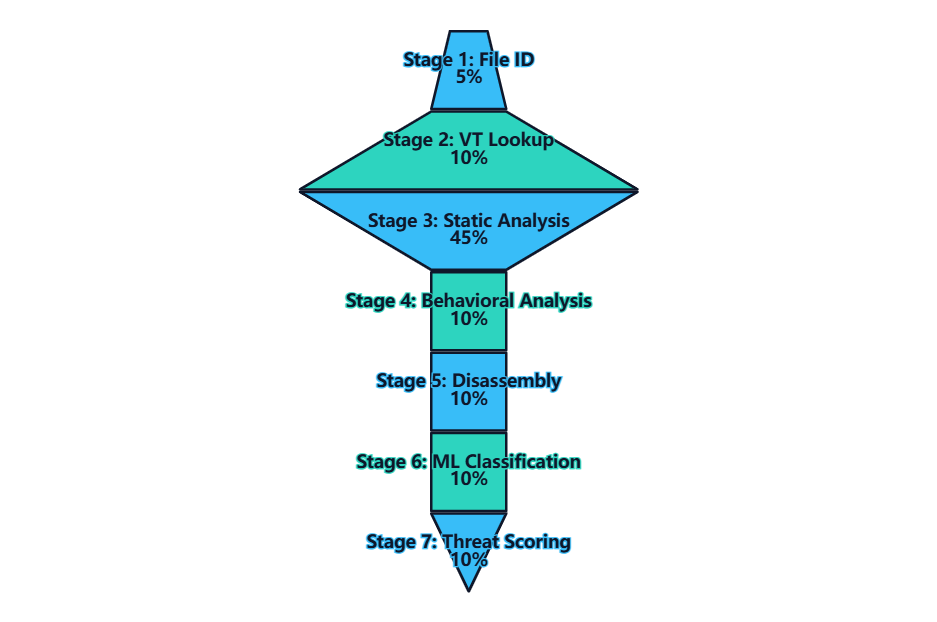 Stage 1: File ID
5%
Stage 2: VT Lookup
10%
Stage 3: Static Analysis
45%
Stage 4: Behavioral Analysis
10%
Stage 5: Disassembly
10%
Stage 6: ML Classification
10%
Stage 7: Threat Scoring
10%